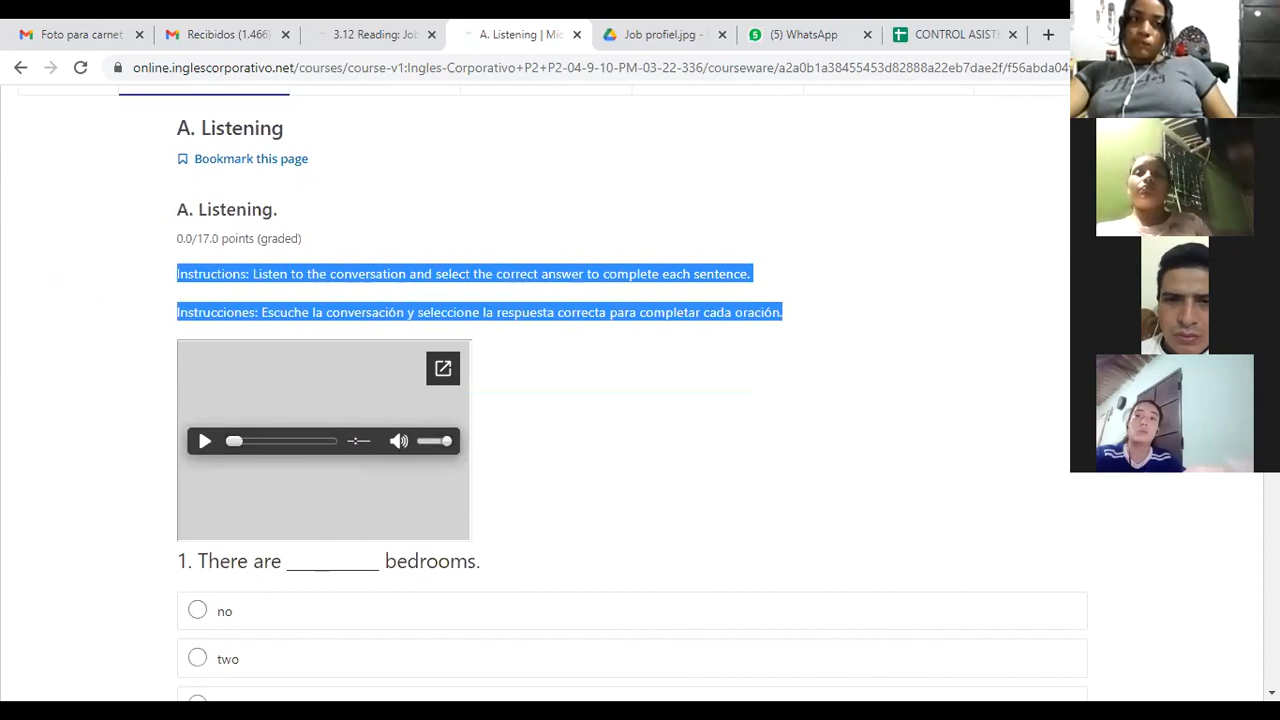 Foto para carnet
Recibidos (1.466)
3.12 Reading: Jo
A. Listening | Mic
Job profiel.jpg -
(5) WhatsApp
CONTROL ASIST
online.inglescorporativo.net/courses/course-v1:Ingles-Corporativo+P2+P2-04-9-10-PM-03-22-336/courseware/a2a0b1a38455453d82888a22eb7dae2f/f56abda04
A. Listening
Bookmark this page
A. Listening.
0.0/17.0 points (graded)
Instructions: Listen to the conversation and select the correct answer to complete each sentence.
Instrucciones: Escuche la conversación y seleccione la respuesta correcta para completar cada oración.
1. There are _________ bedrooms.
no
two